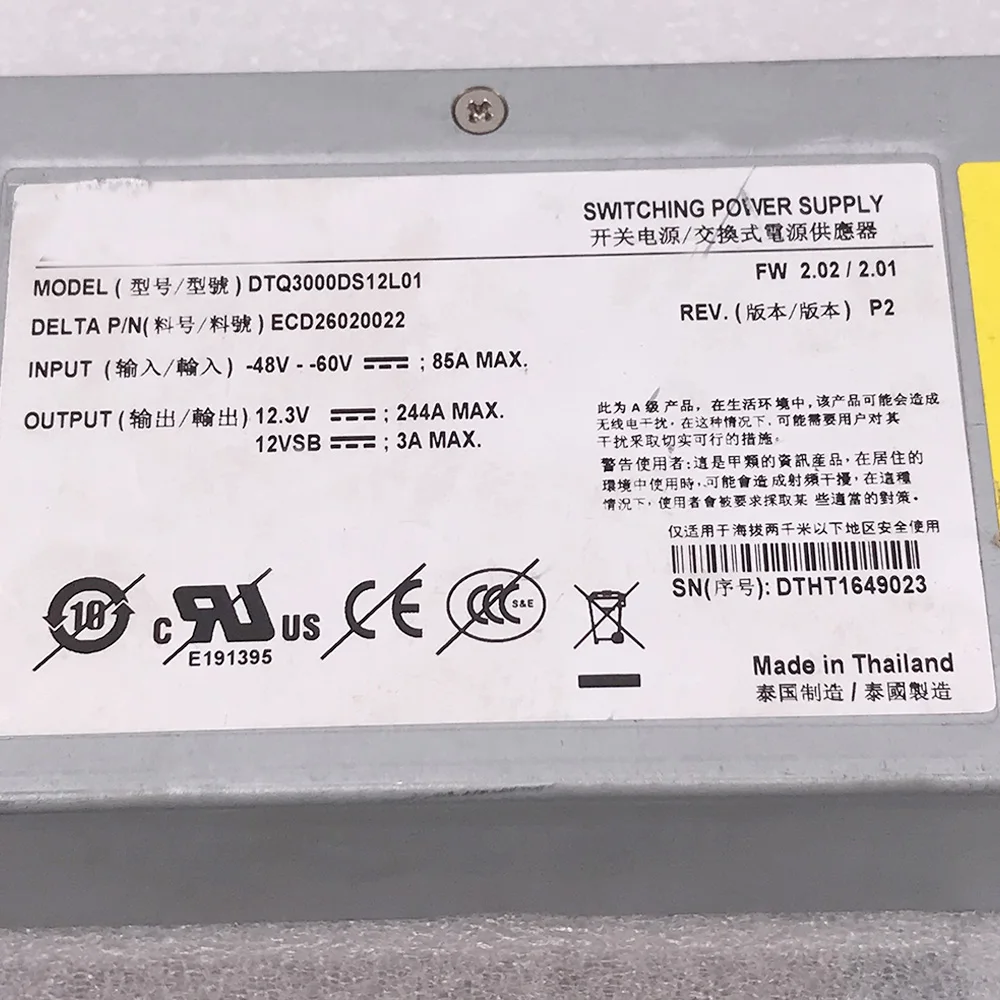 SWITCHING POWER SUPPLY
开关电源/交換式電源供應器
MODEL (型号/型號) DTQ3000DS12L01
FW 2.02 / 2.01
DELTA P/N(料号/料號) ECD26020022
REV. (版本/版本) P2
INPUT (输入/輸入) -48V - -60V ⎓ ; 85A MAX.
OUTPUT (输出/輸出) 12.3V ⎓ ; 244A MAX.
12VSB ⎓ ; 3A MAX.
此为 A 级 产品, 在生活环境中, 该产品可能会造成
无线电干扰, 在这种情况下, 可能需要用户对其
干扰采取切实可行的措施。
警告使用者: 這是甲類的資訊産品, 在居住的
環境中使用時, 可能會造成射頻干擾, 在這種
情況下, 使用者會被要求採取某 些適當的對策。
仅适用于海拔两千米以下地区安全使用
SN(序号): DTHT1649023
10
C RU US
E191395
CE
CCC S&E
Made in Thailand
泰国制造 / 泰國製造